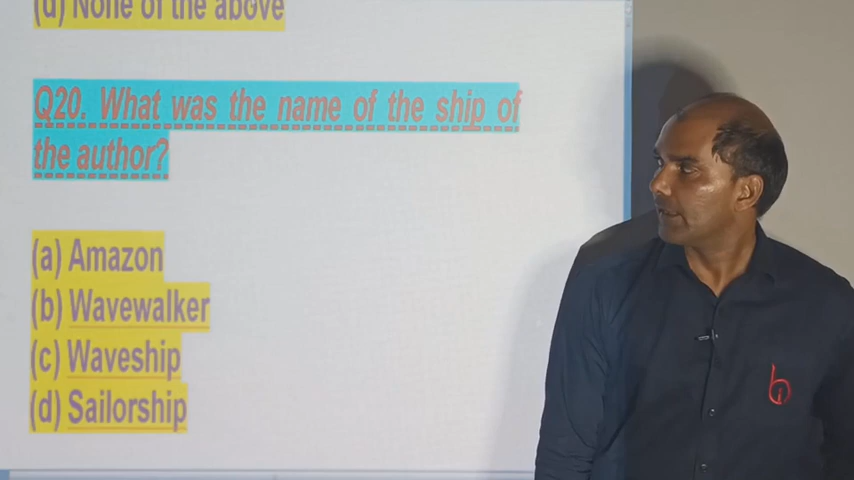 (d) None of the above
Q20. What was the name of the ship of
the author?
(a) Amazon
(b) Wavewalker
(c) Waveship
(d) Sailorship